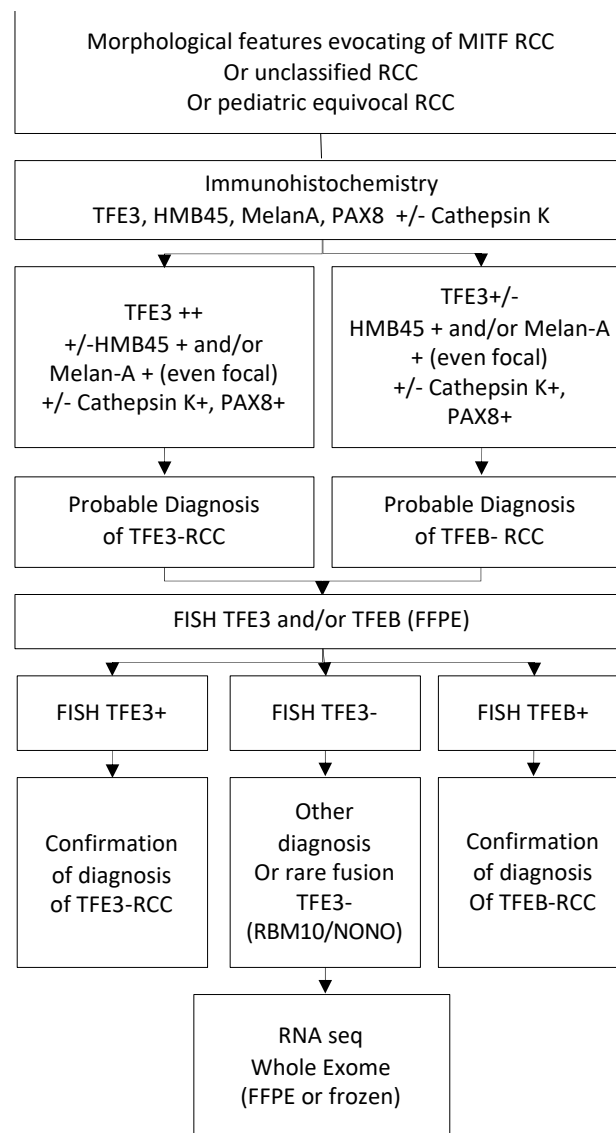 Morphological features evocating of MITF RCC
Or unclassified RCC
Or pediatric equivocal RCC
Immunohistochemistry
TFE3, HMB45, MelanA, PAX8 +/- Cathepsin K
TFE3 ++
+/-HMB45 + and/or
Melan-A + (even focal)
+/- Cathepsin K+, PAX8+
TFE3+/-
HMB45 + and/or Melan-A
+ (even focal)
+/- Cathepsin K+,
PAX8+
Probable Diagnosis
of TFE3-RCC
Probable Diagnosis
of TFEB- RCC
FISH TFE3 and/or TFEB (FFPE)
FISH TFE3+
FISH TFE3-
FISH TFEB+
Confirmation
of diagnosis
of TFE3-RCC
Other
diagnosis
Or rare fusion
TFE3-
(RBM10/NONO)
Confirmation
of diagnosis
Of TFEB-RCC
RNA seq
Whole Exome
(FFPE or frozen)